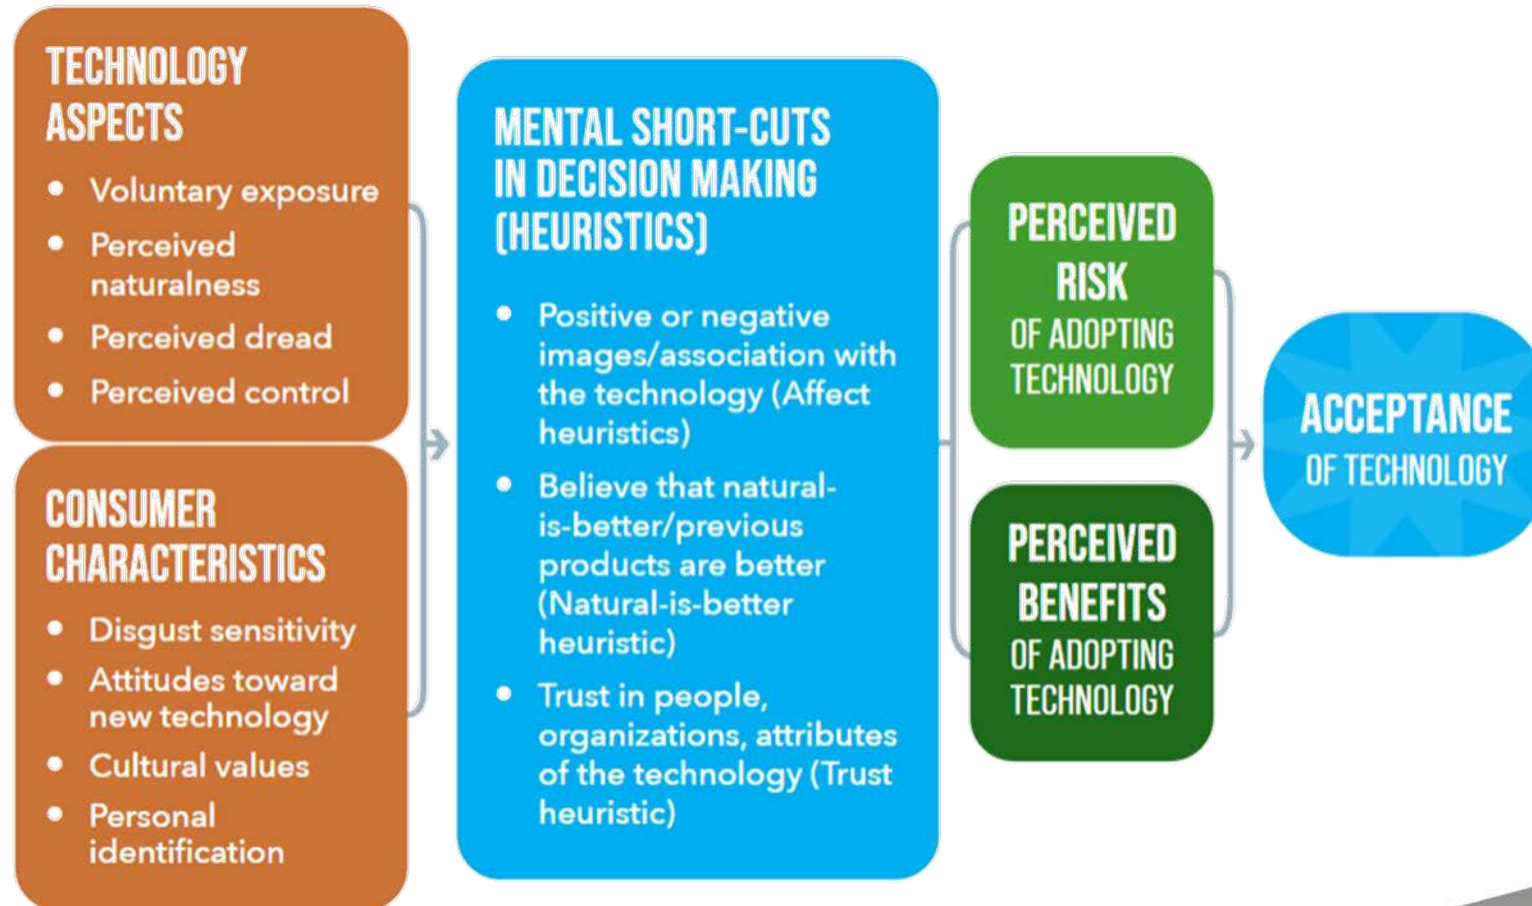 TECHNOLOGY
ASPECTS
• Voluntary exposure
• Perceived
naturalness
• Perceived dread
• Perceived control
CONSUMER
CHARACTERISTICS
• Disgust sensitivity
• Attitudes toward
new technology
• Cultural values
• Personal
identification
MENTAL SHORT-CUTS
IN DECISION MAKING
(HEURISTICS)
• Positive or negative
images/association with
the technology (Affect
heuristics)
• Believe that natural-
is-better/previous
products are better
(Natural-is-better
heuristic)
• Trust in people,
organizations, attributes
of the technology (Trust
heuristic)
PERCEIVED
RISK
OF ADOPTING
TECHNOLOGY
PERCEIVED
BENEFITS
OF ADOPTING
TECHNOLOGY
ACCEPTANCE
OF TECHNOLOGY